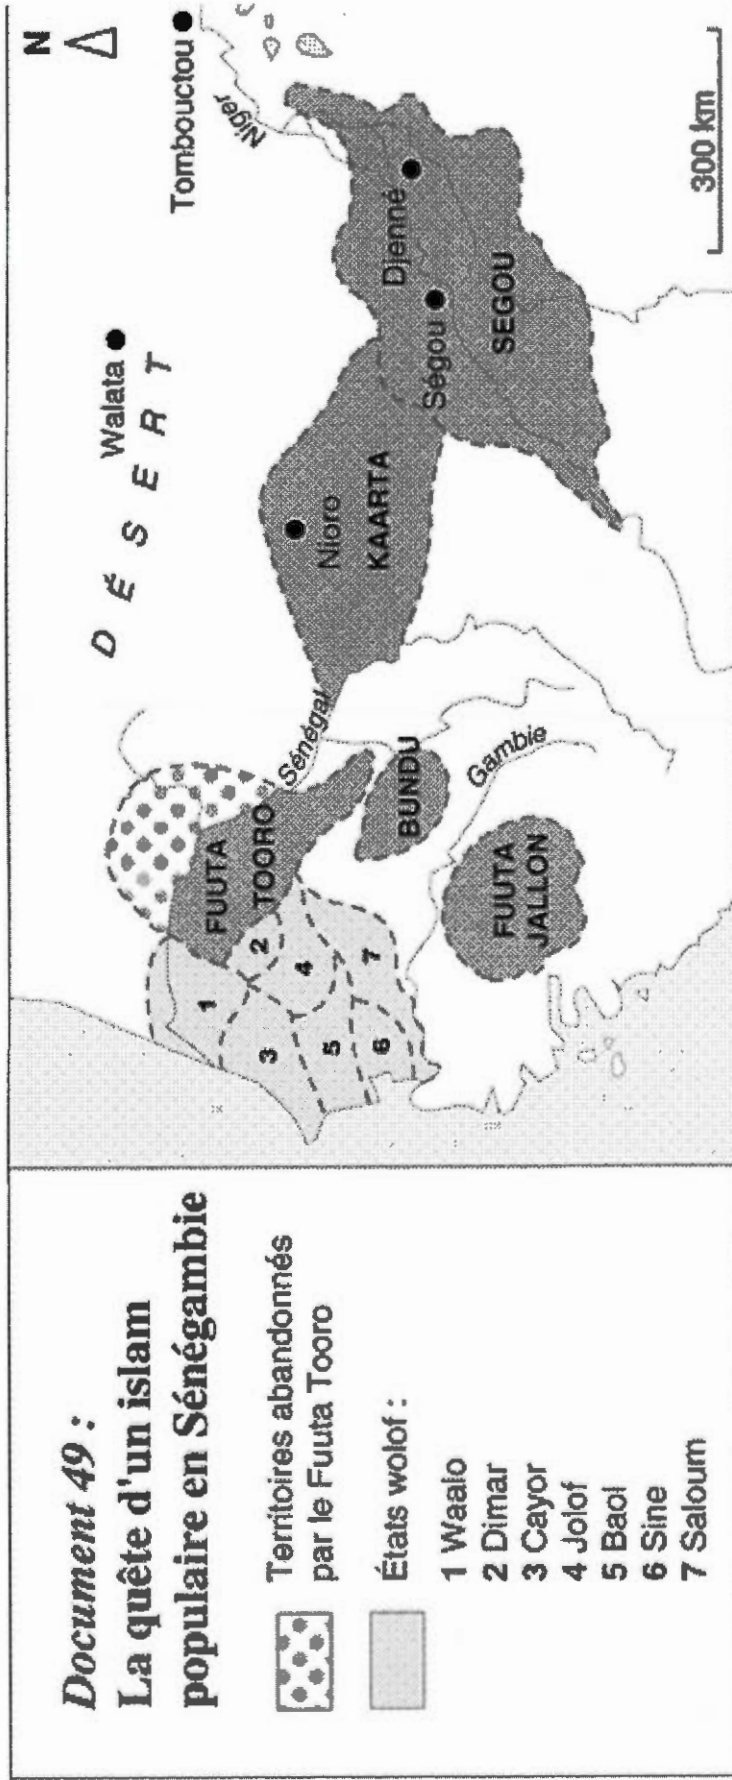 Document 49 :
La quête d'un islam
populaire en Sénégambie
Territoires abandonnés
par le Fuuta Tooro
États wolof :
1 Waalo
2 Dimar
3 Cayor
4 Jolof
5 Baol
6 Sine
7 Saloum
N
Tombouctou
Walata
DÉSERT
Niger
Djenné
Ségou
SEGOU
Nioro
KAARTA
Sénégal
FUUTA
TOORO
BUNDU
Gambie
FUUTA
JALLON
1
2
3
4
5
6
7
300 km